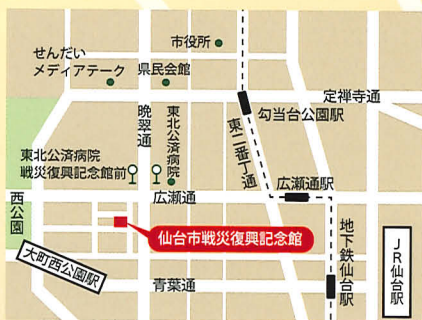 市役所
せんだい
メディアテーク
県民会館
定禅寺通
勾当台公園駅
晩翠通
東北公済病院
東二番丁通
東北公済病院
戦災復興記念館前
広瀬通駅
西公園
広瀬通
仙台市戦災復興記念館
地下鉄仙台駅
JR仙台駅
大町西公園駅
青葉通